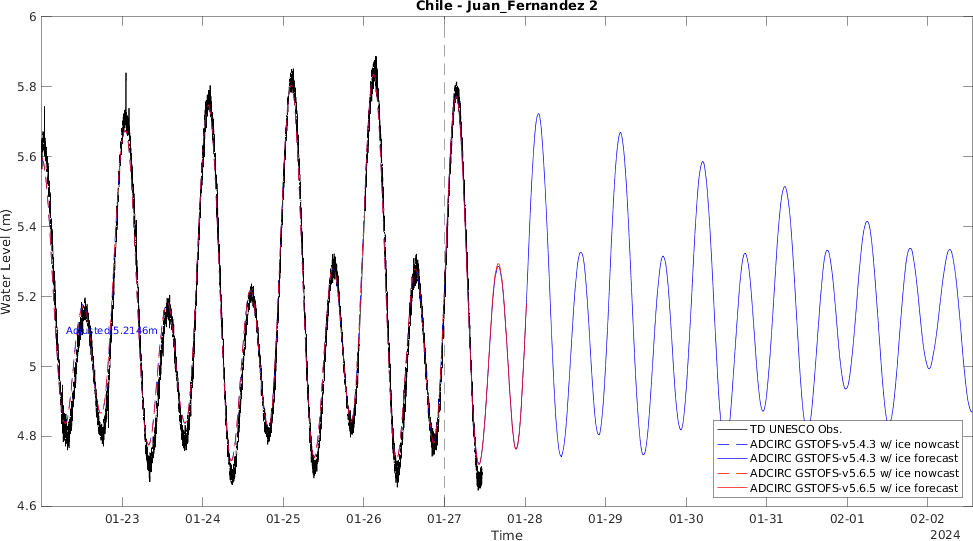 Chile - Juan_Fernandez 2
Water Level (m)
6
5.8
5.6
5.4
5.2
5
4.8
4.6
Adjusted 5.2146m
TD UNESCO Obs.
ADCIRC GSTOFS-v5.4.3 w/ ice nowcast
ADCIRC GSTOFS-v5.4.3 w/ ice forecast
ADCIRC GSTOFS-v5.6.5 w/ ice nowcast
ADCIRC GSTOFS-v5.6.5 w/ ice forecast
01-23 01-24 01-25 01-26 01-27 01-28 01-29 01-30 01-31 02-01 02-02
Time
2024